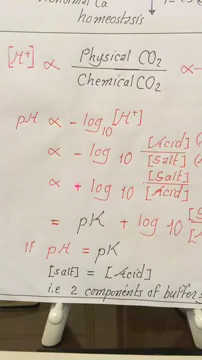 homeostasis
[H+] ∝ Physical CO2 / Chemical CO2 ∝
pH ∝ - log10 [H+]
∝ - log 10 [Acid] / [Salt]
∝ + log 10 [Salt] / [Acid]
= pK + log 10
If pH = pK
[Salt] = [Acid]
i.e 2 components of buffer